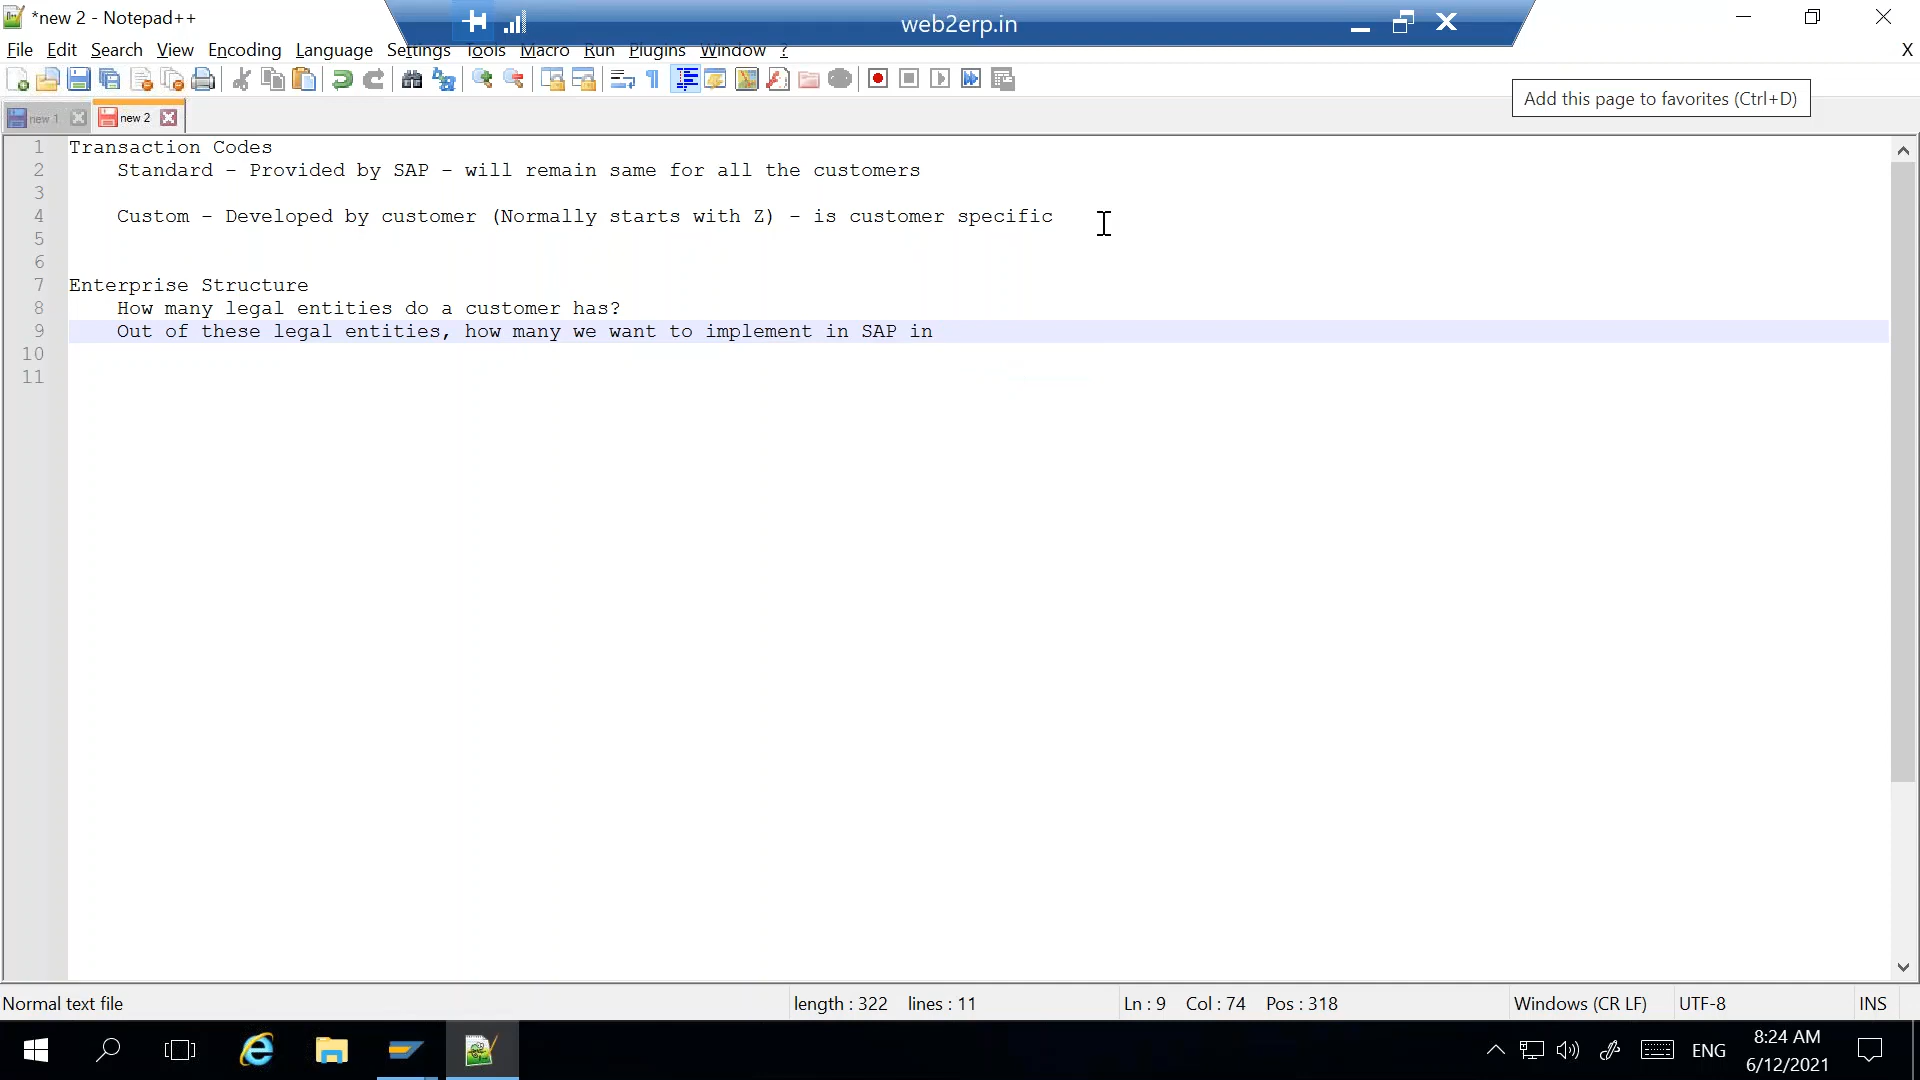 *new 2 - Notepad++
web2erp.in
File Edit Search View Encoding Language Settings Tools Macro Run Plugins Window ?
X
Add this page to favorites (Ctrl+D)
new 1
new 2
1 Transaction Codes
2 Standard - Provided by SAP - will remain same for all the customers
3
4 Custom - Developed by customer (Normally starts with Z) - is customer specific
5
6
7 Enterprise Structure
8 How many legal entities do a customer has?
9 Out of these legal entities, how many we want to implement in SAP in
10
11
Normal text file length : 322 lines : 11 Ln : 9 Col : 74 Pos : 318 Windows (CR LF) UTF-8 INS
ENG
8:24 AM
6/12/2021